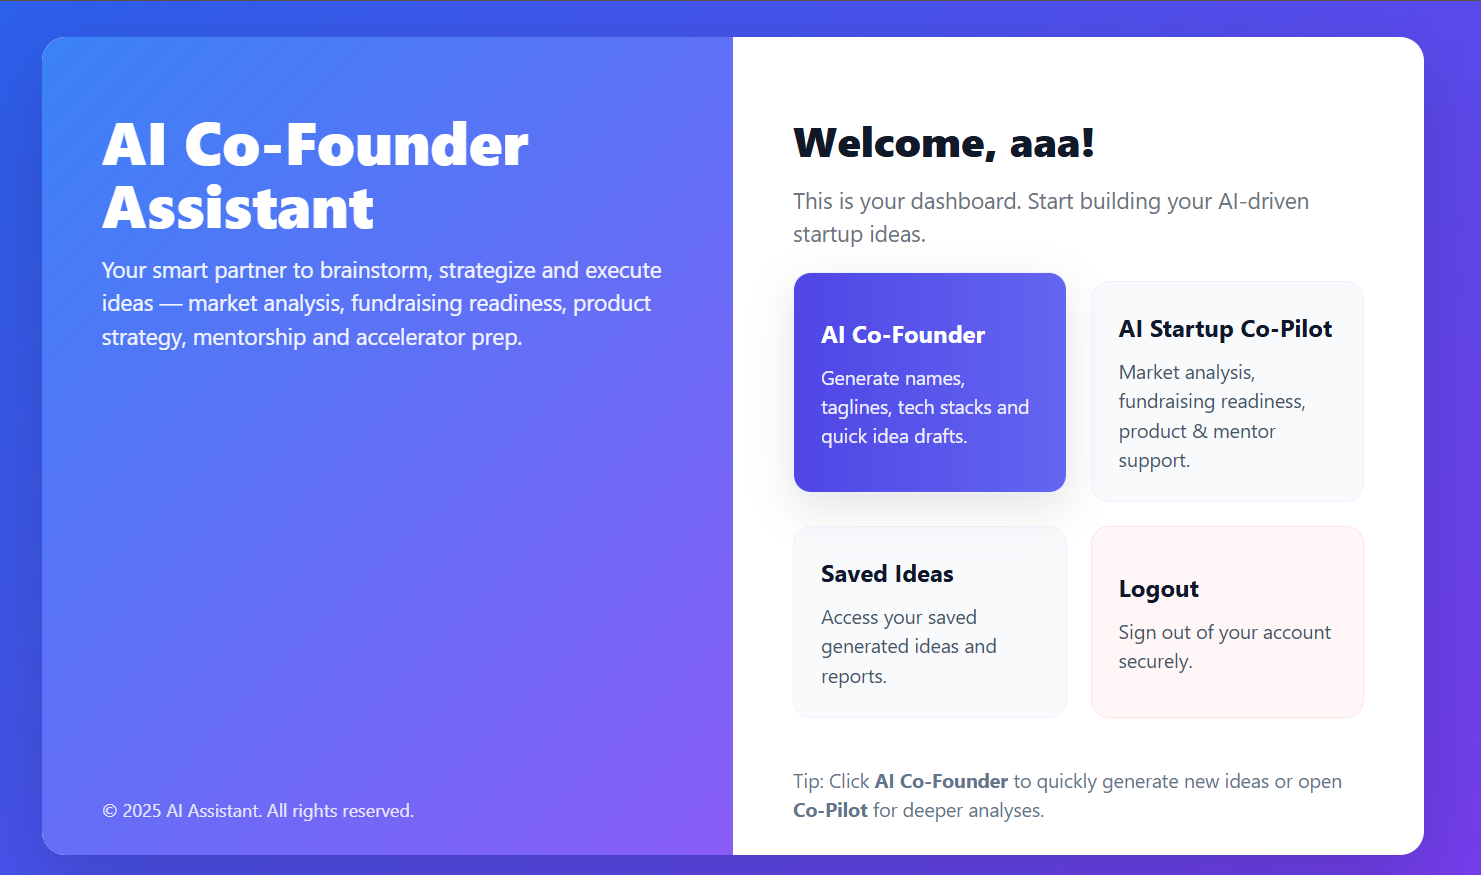 AI Co-Founder
Assistant
Your smart partner to brainstorm, strategize and execute
ideas — market analysis, fundraising readiness, product
strategy, mentorship and accelerator prep.
© 2025 AI Assistant. All rights reserved.
Welcome, aaa!
This is your dashboard. Start building your AI-driven
startup ideas.
AI Co-Founder
Generate names,
taglines, tech stacks and
quick idea drafts.
AI Startup Co-Pilot
Market analysis,
fundraising readiness,
product & mentor
support.
Saved Ideas
Access your saved
generated ideas and
reports.
Logout
Sign out of your account
securely.
Tip: Click AI Co-Founder to quickly generate new ideas or open
Co-Pilot for deeper analyses.